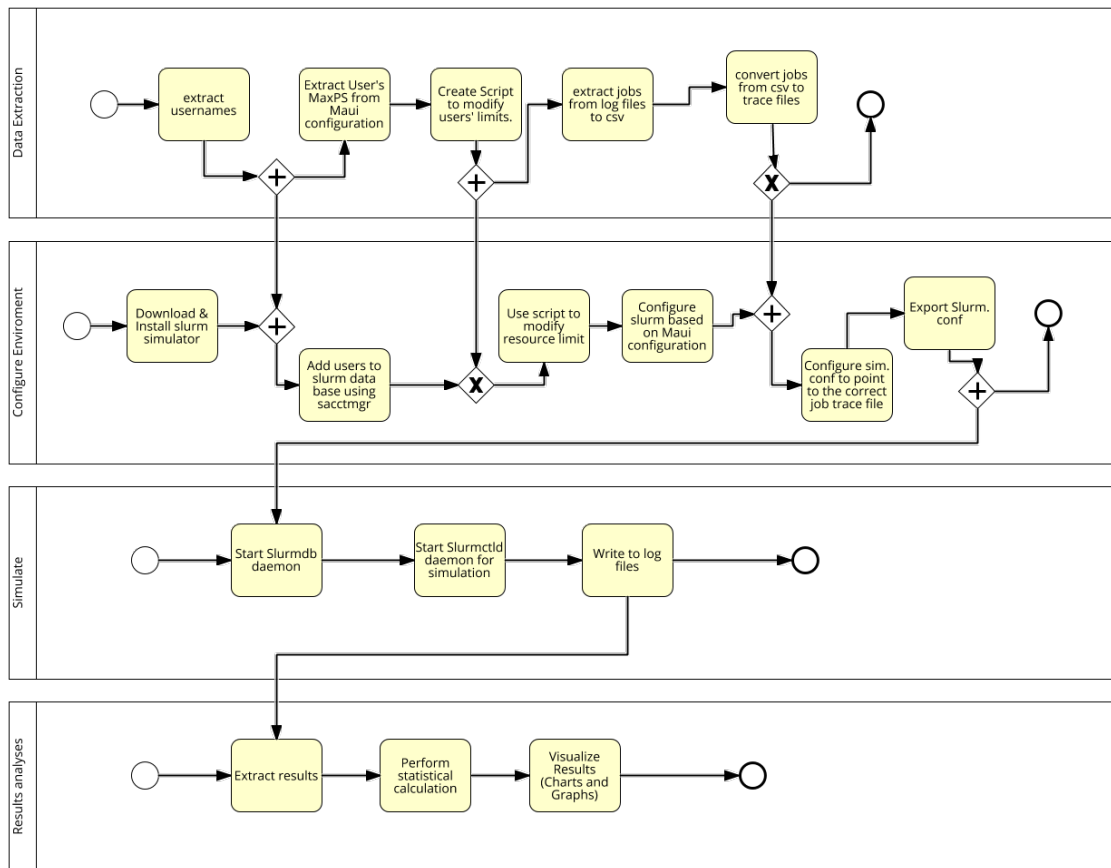 Data Extraction
extract
usernames
Extract User's
MaxPS from
Maui
configuration
Create Script
to modify
users' limits.
extract jobs
from log files
to csv
convert jobs
from csv to
trace files
Configure Enviroment
Download &
Install slurm
simulator
Add users to
slurm data
base using
sacctmgr
Use script to
modify
resource limit
Configure
slurm based
on Maui
configuration
Configure sim.
conf to point
to the correct
job trace file
Export Slurm.
conf
Simulate
Start Slurmdb
daemon
Start Slurmctld
daemon for
simulation
Write to log
files
Results analyses
Extract results
Perform
statistical
calculation
Visualize
Results
(Charts and
Graphs)